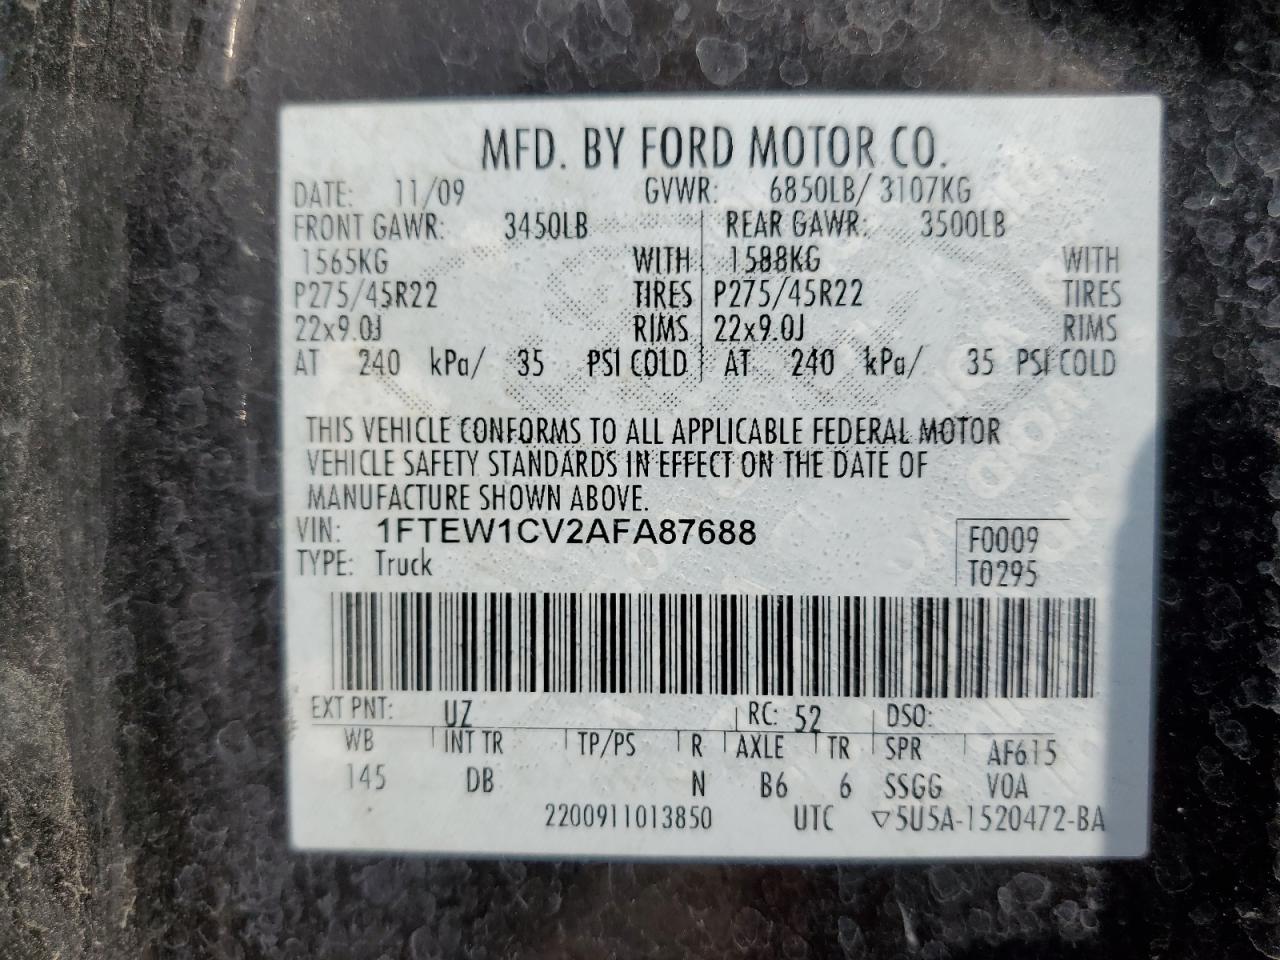 MFD. BY FORD MOTOR CO.
DATE: 11/09 GVWR: 6850LB/ 3107KG
FRONT GAWR: 3450LB REAR GAWR: 3500LB
1565KG WITH 1588KG WITH
P275/45R22 TIRES P275/45R22 TIRES
22x9.0J RIMS 22x9.0J RIMS
AT 240 kPa/ 35 PSI COLD AT 240 kPa/ 35 PSI COLD
THIS VEHICLE CONFORMS TO ALL APPLICABLE FEDERAL MOTOR
VEHICLE SAFETY STANDARDS IN EFFECT ON THE DATE OF
MANUFACTURE SHOWN ABOVE.
VIN: 1FTEW1CV2AFA87688 F0009
TYPE: Truck T0295
EXT PNT: UZ RC: 52 DSO:
WB INT TR TP/PS R AXLE TR SPR AF615
145 DB N B6 6 SSGG VOA
2200911013850 UTC ▽5U5A-1520472-BA